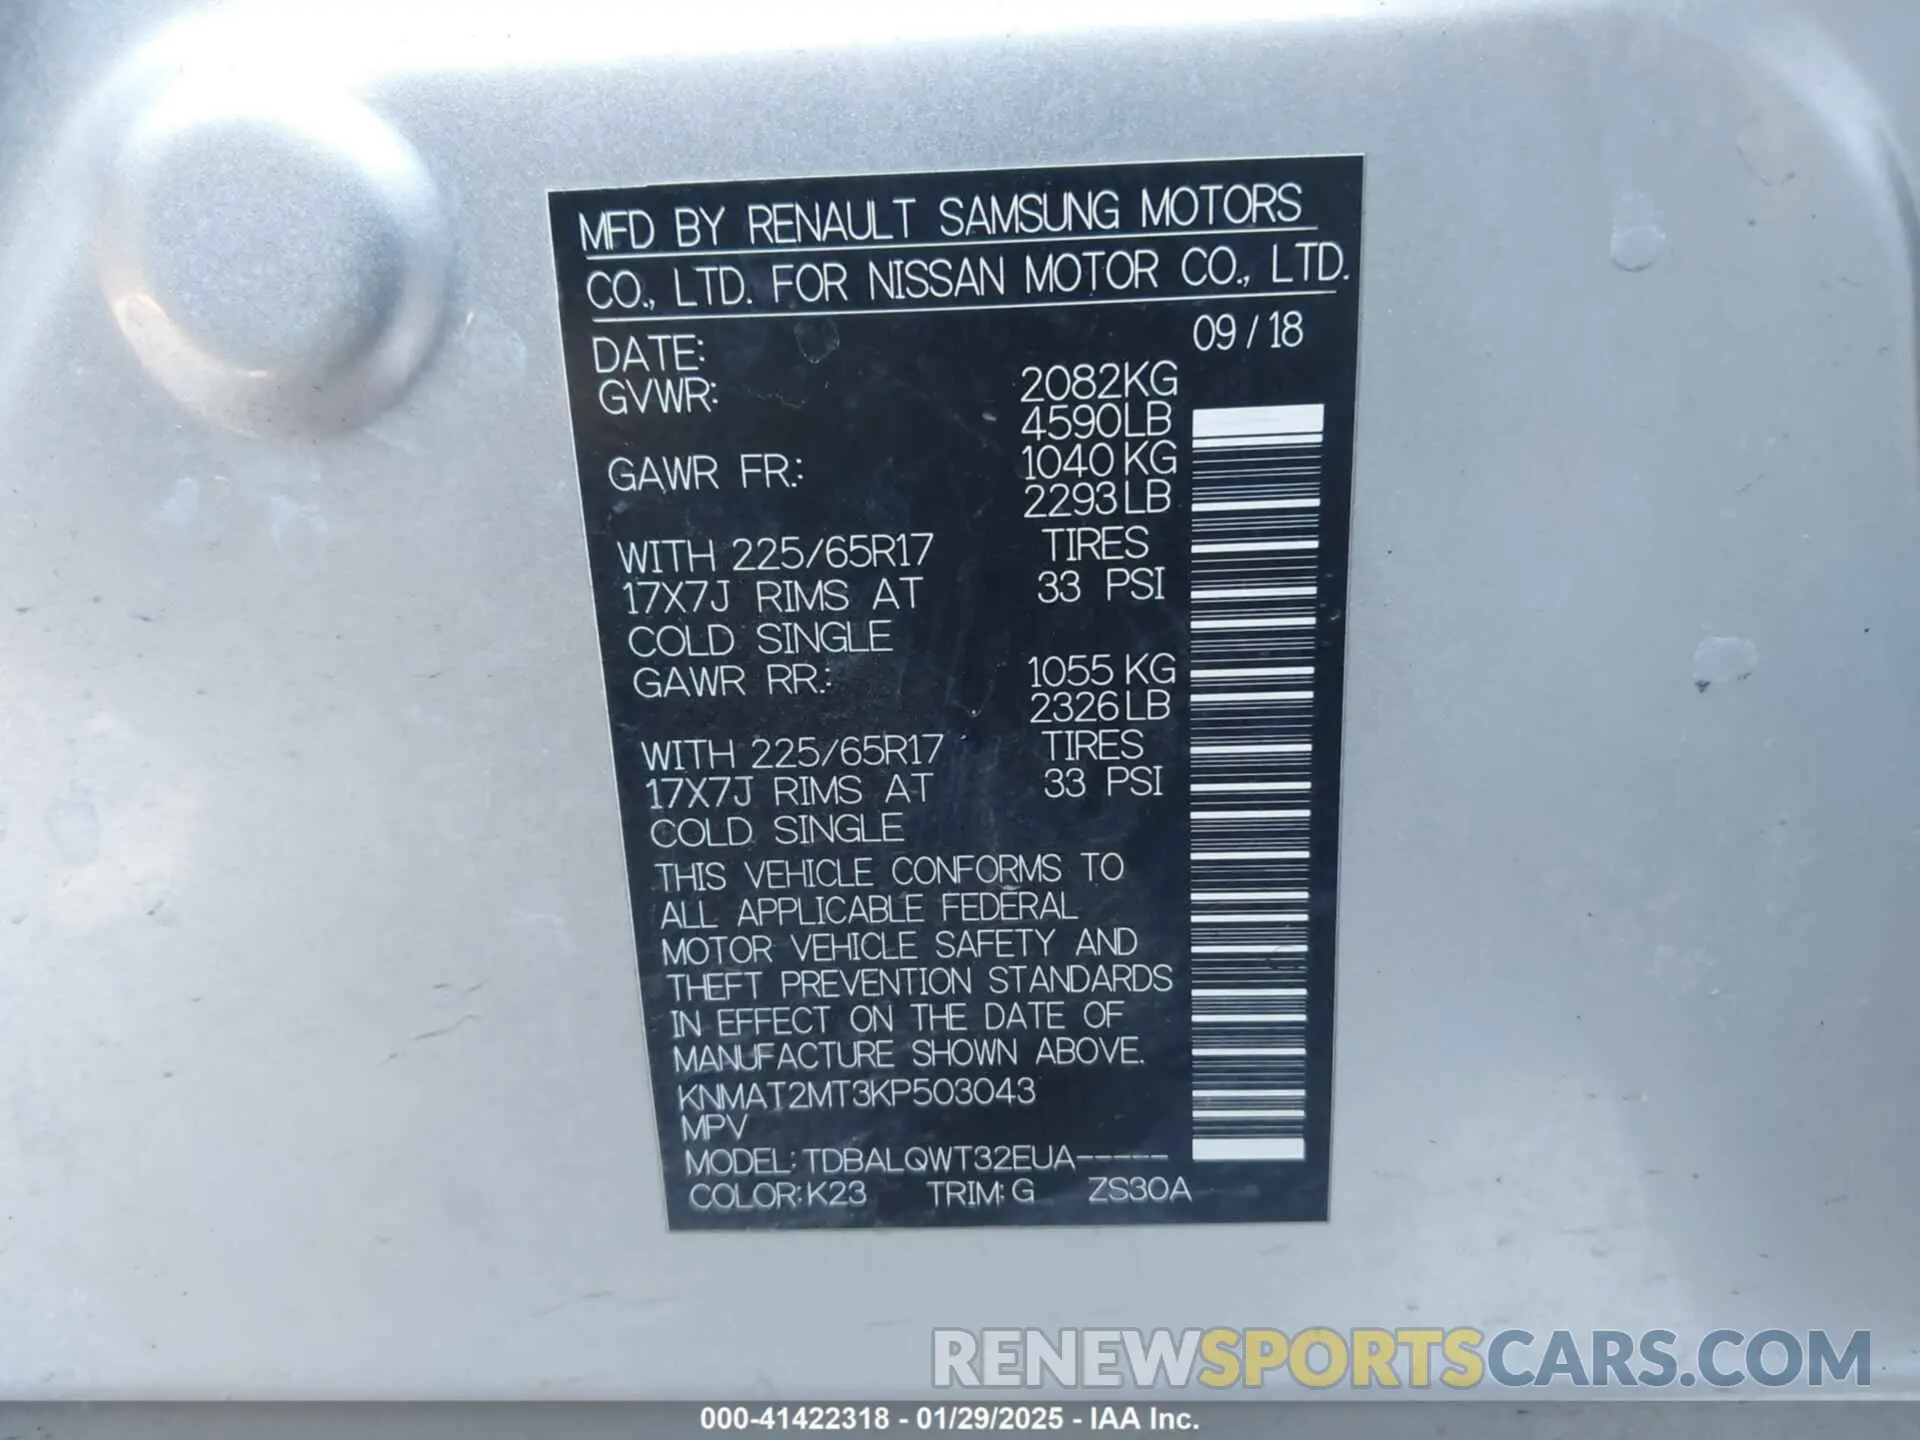 MFD BY RENAULT SAMSUNG MOTORS
CO., LTD. FOR NISSAN MOTOR CO., LTD.
DATE: 09 / 18
GVWR: 2082KG
4590LB
GAWR FR.: 1040 KG
2293LB
WITH 225/65R17 TIRES
17X7J RIMS AT 33 PSI
COLD SINGLE
GAWR RR.: 1055 KG
2326LB
WITH 225/65R17 TIRES
17X7J RIMS AT 33 PSI
COLD SINGLE
THIS VEHICLE CONFORMS TO
ALL APPLICABLE FEDERAL
MOTOR VEHICLE SAFETY AND
THEFT PREVENTION STANDARDS
IN EFFECT ON THE DATE OF
MANUFACTURE SHOWN ABOVE.
KNMAT2MT3KP503043
MPV
MODEL: TDBALQWT32EUA-----
COLOR: K23 TRIM: G ZS30A
RENEWSPORTSCARS.COM
000-41422318 - 01/29/2025 - IAA Inc.